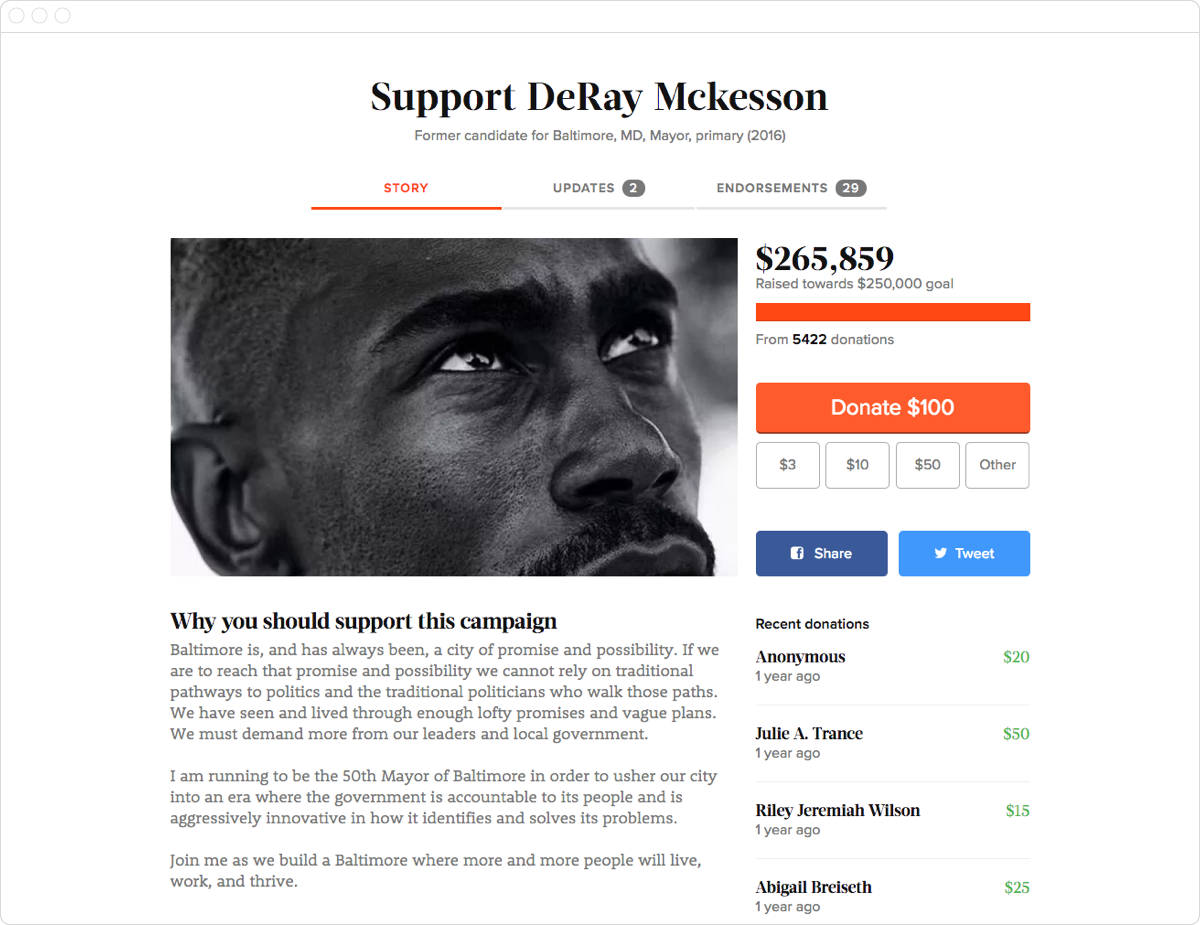 Support DeRay Mckesson
Former candidate for Baltimore, MD, Mayor, primary (2016)
STORY
UPDATES 2
ENDORSEMENTS 29
$265,859
Raised towards $250,000 goal
From 5422 donations
Donate $100
$3
$10
$50
Other
Share
Tweet
Why you should support this campaign
Baltimore is, and has always been, a city of promise and possibility. If we
are to reach that promise and possibility we cannot rely on traditional
pathways to politics and the traditional politicians who walk those paths.
We have seen and lived through enough lofty promises and vague plans.
We must demand more from our leaders and local government.
I am running to be the 50th Mayor of Baltimore in order to usher our city
into an era where the government is accountable to its people and is
aggressively innovative in how it identifies and solves its problems.
Join me as we build a Baltimore where more and more people will live,
work, and thrive.
Recent donations
Anonymous $20
1 year ago
Julie A. Trance $50
1 year ago
Riley Jeremiah Wilson $15
1 year ago
Abigail Breiseth $25
1 year ago